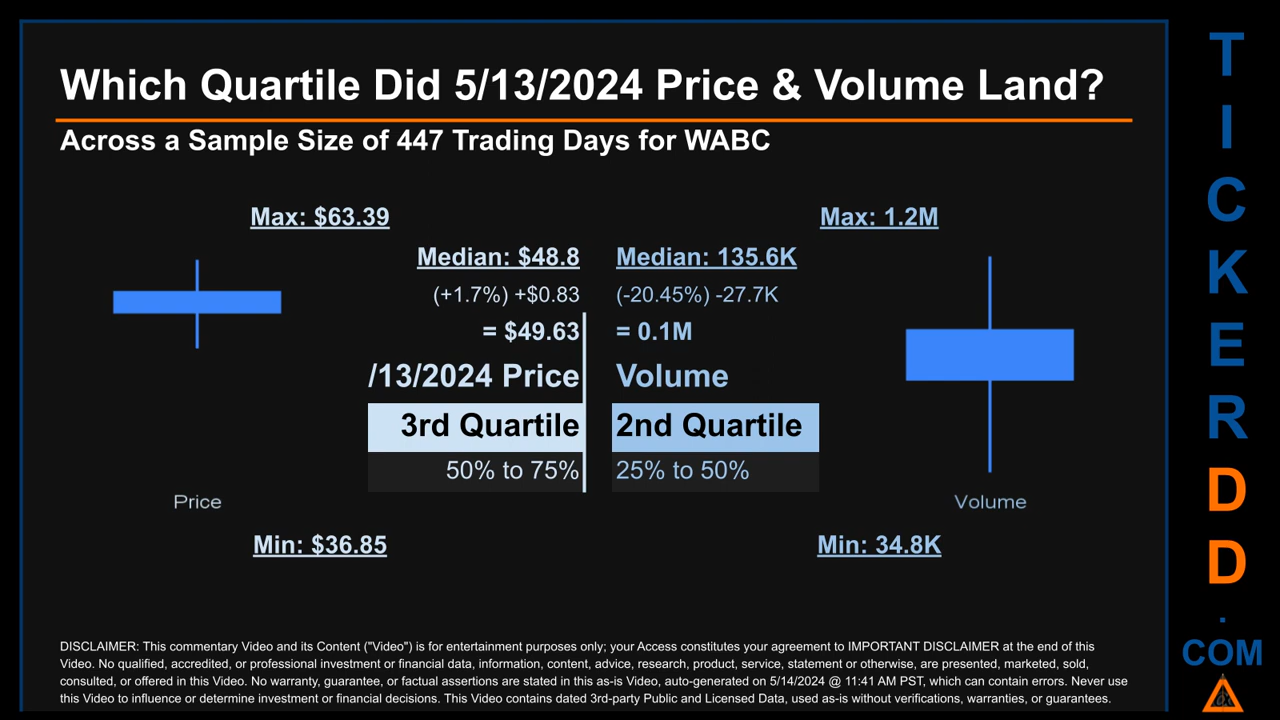 Which Quartile Did 5/13/2024 Price & Volume Land?
Across a Sample Size of 447 Trading Days for WABC
Max: $63.39
Max: 1.2M
Median: $48.8
Median: 135.6K
(+1.7%) +$0.83
(-20.45%) -27.7K
= $49.63
= 0.1M
/13/2024 Price
Volume
3rd Quartile
2nd Quartile
50% to 75%
25% to 50%
Price
Volume
Min: $36.85
Min: 34.8K
DISCLAIMER: This commentary Video and its Content ("Video") is for entertainment purposes only; your Access constitutes your agreement to IMPORTANT DISCLAIMER at the end of this
Video. No qualified, accredited, or professional investment or financial data, information, content, advice, research, product, service, statement or otherwise, are presented, marketed, sold,
consulted, or offered in this Video. No warranty, guarantee, or factual assertions are stated in this as-is Video, auto-generated on 5/14/2024 @ 11:41 AM PST, which can contain errors. Never use
this Video to influence or determine investment or financial decisions. This Video contains dated 3rd-party Public and Licensed Data, used as-is without verifications, warranties, or guarantees.
T
I
C
K
E
R
D
D
.
COM